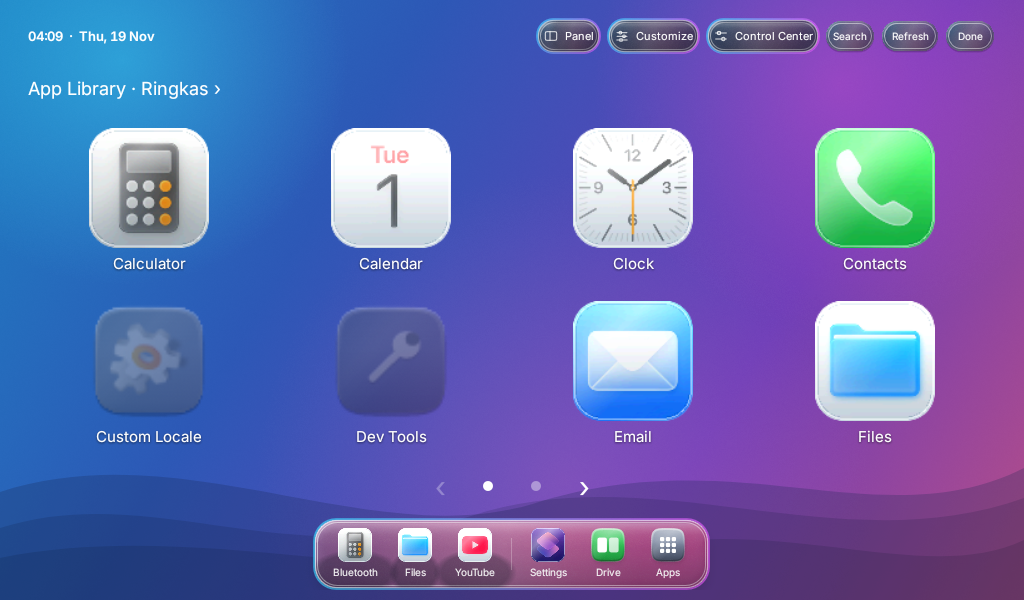 04:09 · Thu, 19 Nov
Panel
Customize
Control Center
Search
Refresh
Done
App Library · Ringkas ›
Tue
1
12
9
3
6
Calculator
Calendar
Clock
Contacts
Custom Locale
Dev Tools
Email
Files
Bluetooth
Files
YouTube
Settings
Drive
Apps